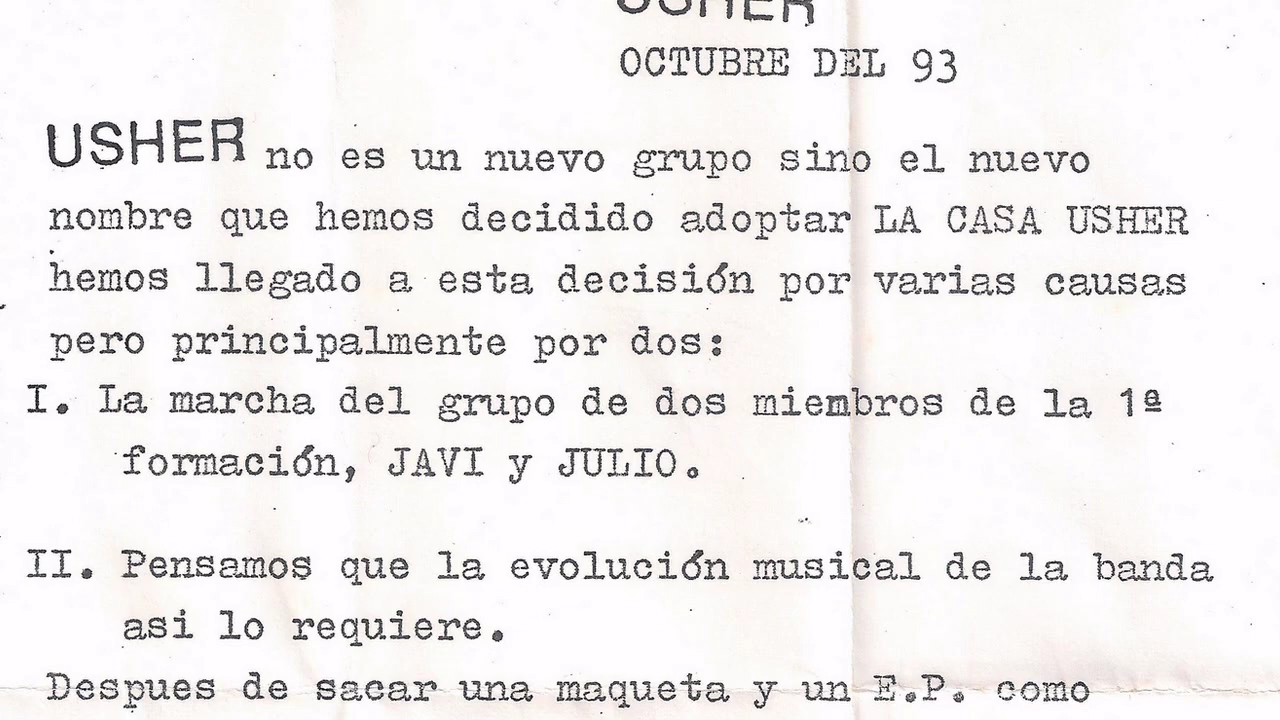 USHER
OCTUBRE DEL 93
USHER no es un nuevo grupo sino el nuevo
nombre que hemos decidido adoptar LA CASA USHER
hemos llegado a esta decisión por varias causas
pero principalmente por dos:
I. La marcha del grupo de dos miembros de la 1ª
formación, JAVI y JULIO.
II. Pensamos que la evolución musical de la banda
asi lo requiere.
Despues de sacar una maqueta y un E.P. como